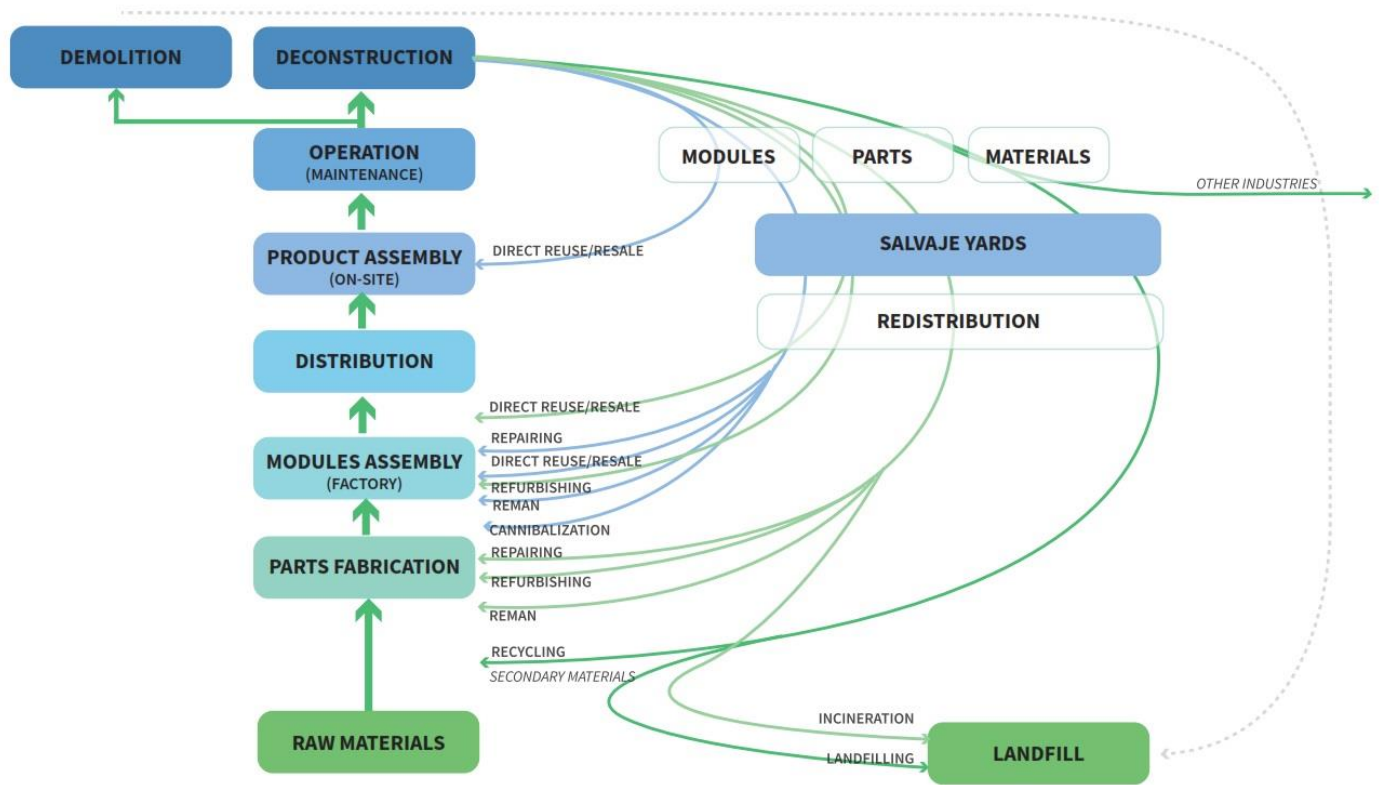 DEMOLITION
DECONSTRUCTION
OPERATION
(MAINTENANCE)
MODULES
PARTS
MATERIALS
OTHER INDUSTRIES
PRODUCT ASSEMBLY
(ON-SITE)
DIRECT REUSE/RESALE
SALVAJE YARDS
REDISTRIBUTION
DISTRIBUTION
DIRECT REUSE/RESALE
REPAIRING
MODULES ASSEMBLY
(FACTORY)
DIRECT REUSE/RESALE
REFURBISHING
REMAN
CANNIBALIZATION
REPAIRING
PARTS FABRICATION
REFURBISHING
REMAN
RECYCLING
SECONDARY MATERIALS
RAW MATERIALS
INCINERATION
LANDFILLING
LANDFILL